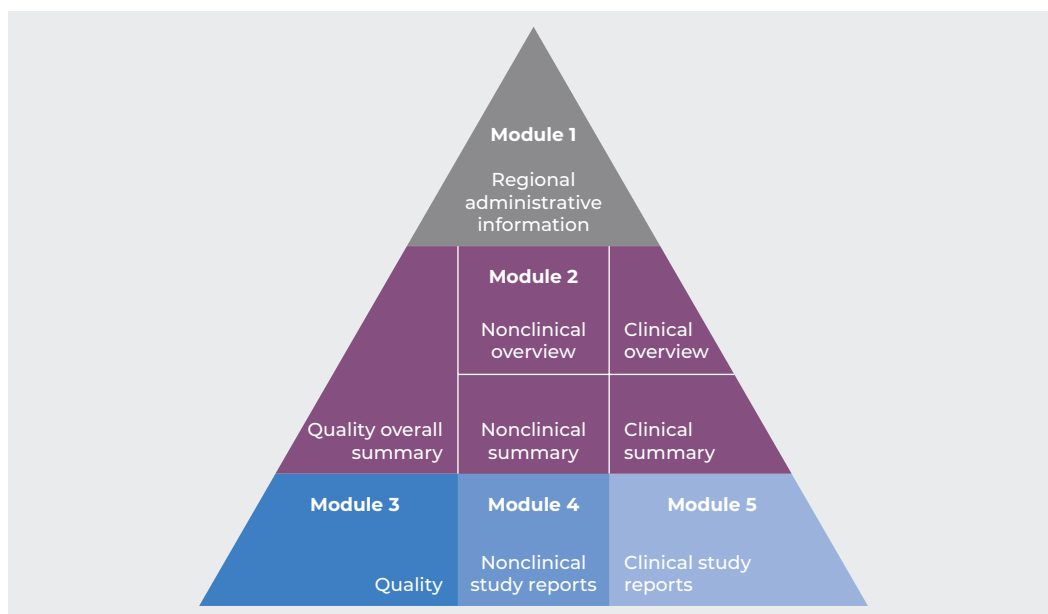 Module 1
Regional
administrative
information
Module 2
Nonclinical
overview
Clinical
overview
Quality overall
summary
Nonclinical
summary
Clinical
summary
Module 3
Quality
Module 4
Nonclinical
study reports
Module 5
Clinical study
reports